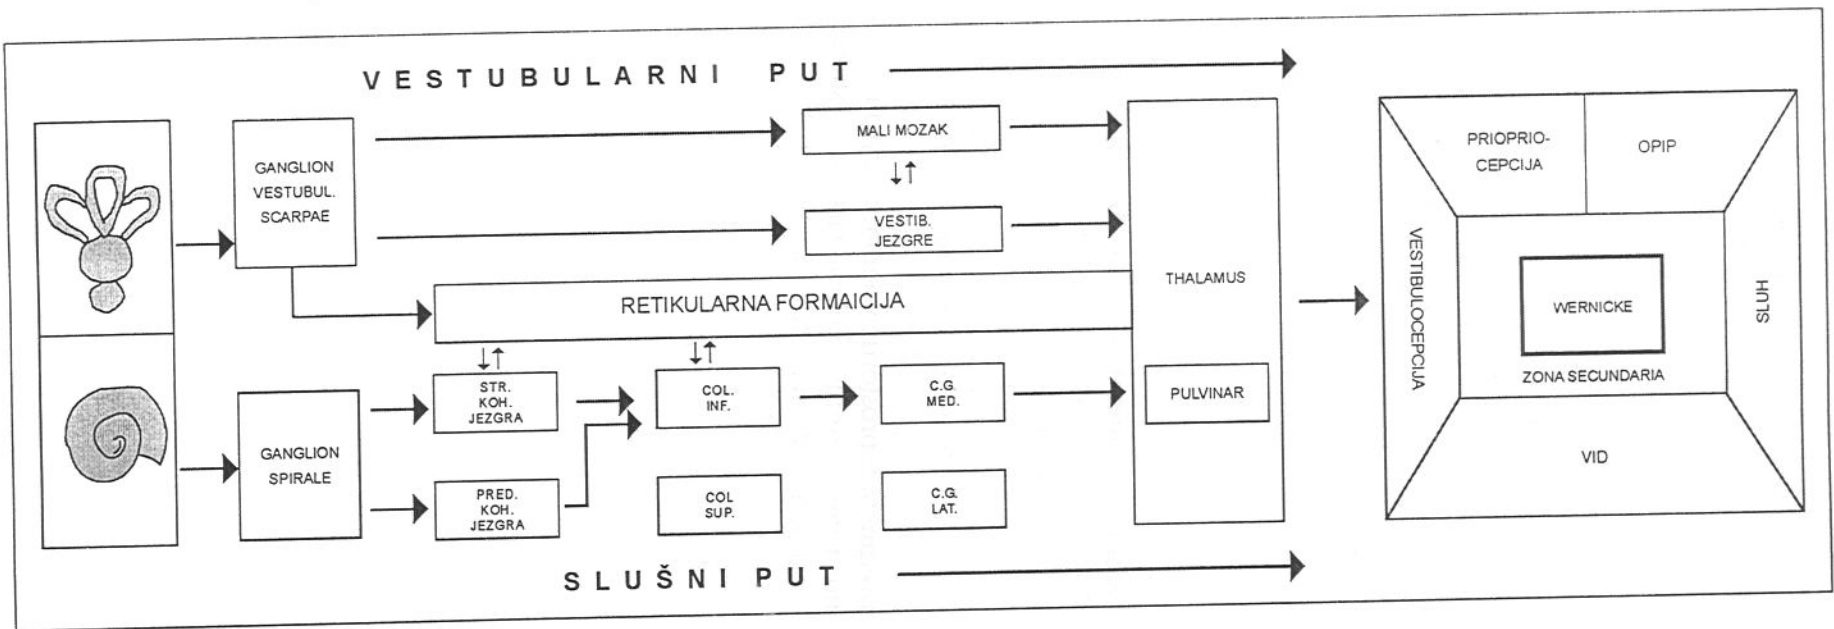 VESTUBULARNI PUT
GANGLION
VESTUBUL.
SCARPAE
MALI MOZAK
VESTIB.
JEZGRE
RETIKULARNA FORMAICIJA
THALAMUS
PULVINAR
GANGLION
SPIRALE
STR.
KOH.
JEZGRA
PRED.
KOH.
JEZGRA
COL.
INF.
COL
SUP.
C.G.
MED.
C.G.
LAT.
PRIOPRIO-
CEPCIJA
OPIP
VESTIBULOCEPCIJA
SLUH
WERNICKE
ZONA SECUNDARIA
VID
SLUŠNI PUT